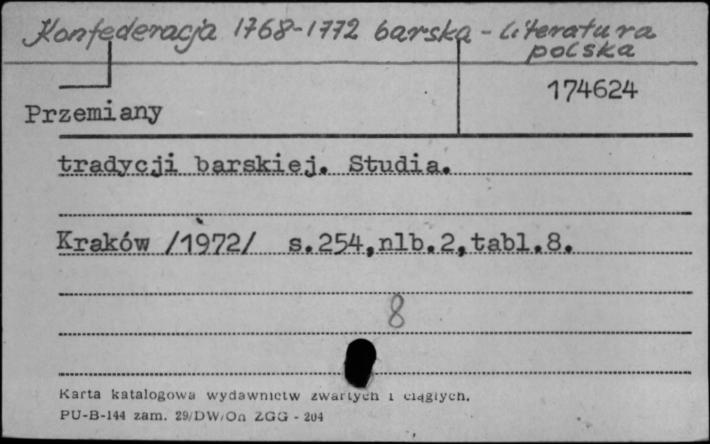 Konfederacja 1768-1772 barska - literatura
polska
174624
Przemiany
tradycji barskiej. Studia.
Kraków /1972/ s.254,nlb.2,tabl.8.
8
Karta katalogowa wydawnictw zwartych i ciągłych.
PU-B-144 zam. 29/DW/On ZGG - 204